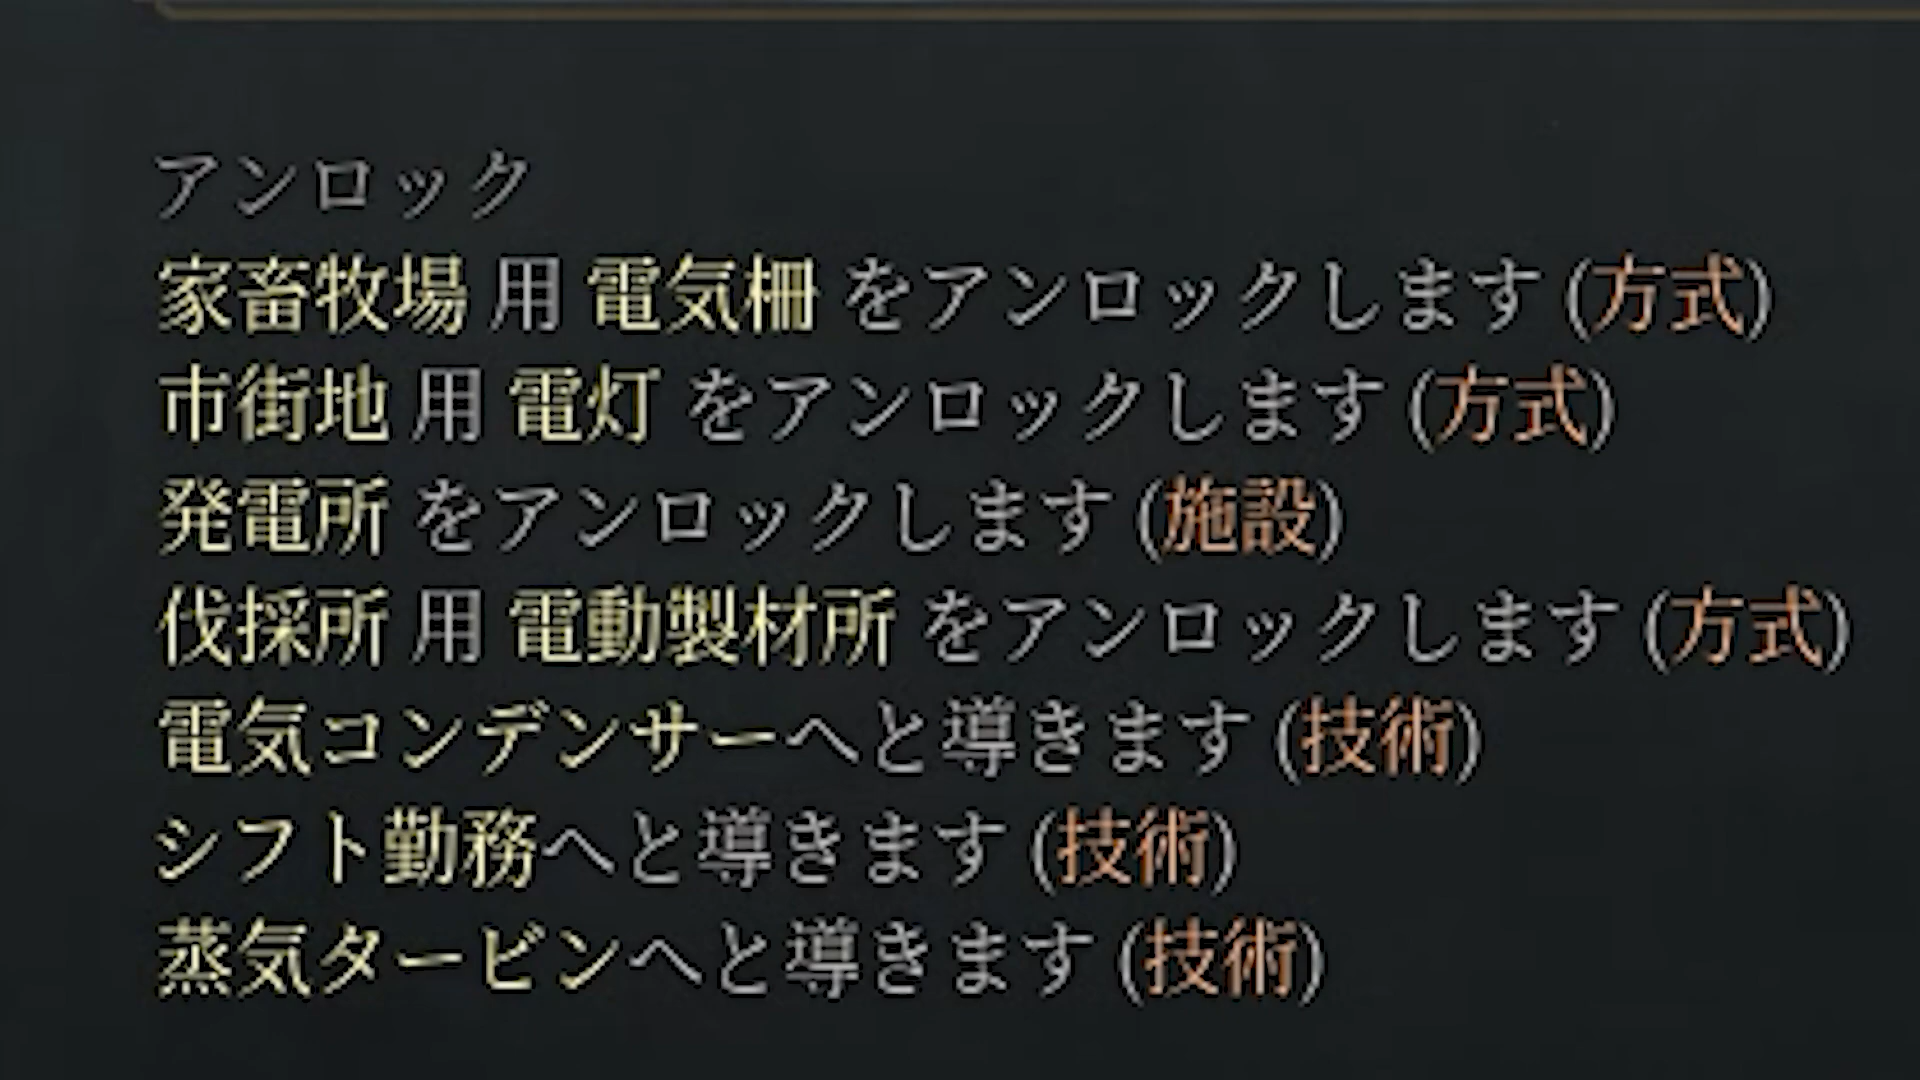 アンロック
家畜牧場 用 電気柵 をアンロックします (方式)
市街地 用 電灯 をアンロックします (方式)
発電所 をアンロックします (施設)
伐採所 用 電動製材所 をアンロックします (方式)
電気コンデンサーへと導きます (技術)
シフト勤務へと導きます (技術)
蒸気タービンへと導きます (技術)